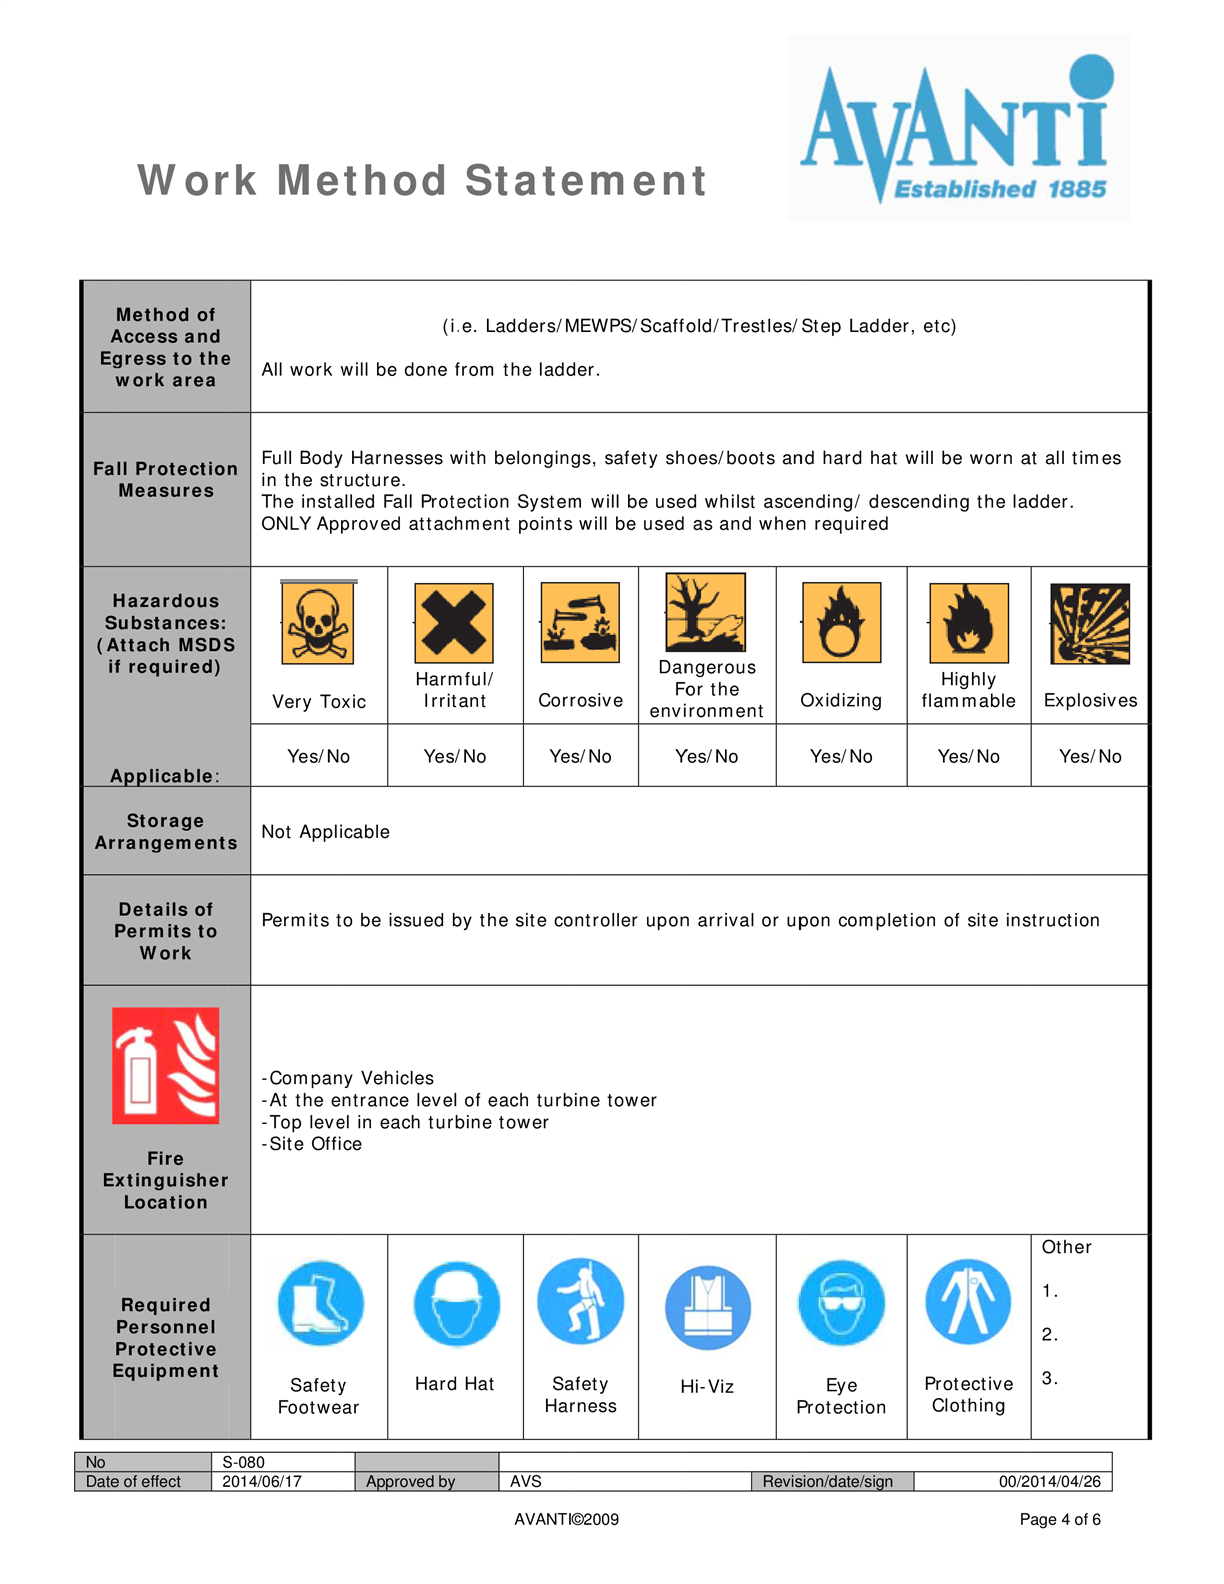 AVANTI
Established 1885
Work Method Statement
Method of
Access and
Egress to the
work area
(i.e. Ladders/MEWPS/Scaffold/Trestles/Step Ladder, etc)
All work will be done from the ladder.
Fall Protection
Measures
Full Body Harnesses with belongings, safety shoes/boots and hard hat will be worn at all times
in the structure.
The installed Fall Protection System will be used whilst ascending/ descending the ladder.
ONLY Approved attachment points will be used as and when required
Hazardous
Substances:
(Attach MSDS
if required)
Very Toxic
Harmful/
Irritant
Corrosive
Dangerous
For the
environment
Oxidizing
Highly
flammable
Explosives
Applicable:
Yes/No
Yes/No
Yes/No
Yes/No
Yes/No
Yes/No
Yes/No
Storage
Arrangements
Not Applicable
Details of
Permits to
Work
Permits to be issued by the site controller upon arrival or upon completion of site instruction
Fire
Extinguisher
Location
-Company Vehicles
-At the entrance level of each turbine tower
-Top level in each turbine tower
-Site Office
Required
Personnel
Protective
Equipment
Safety
Footwear
Hard Hat
Safety
Harness
Hi-Viz
Eye
Protection
Protective
Clothing
Other
1.
2.
3.
No S-080
Date of effect 2014/06/17 Approved by AVS Revision/date/sign 00/2014/04/26
AVANTI©2009 Page 4 of 6